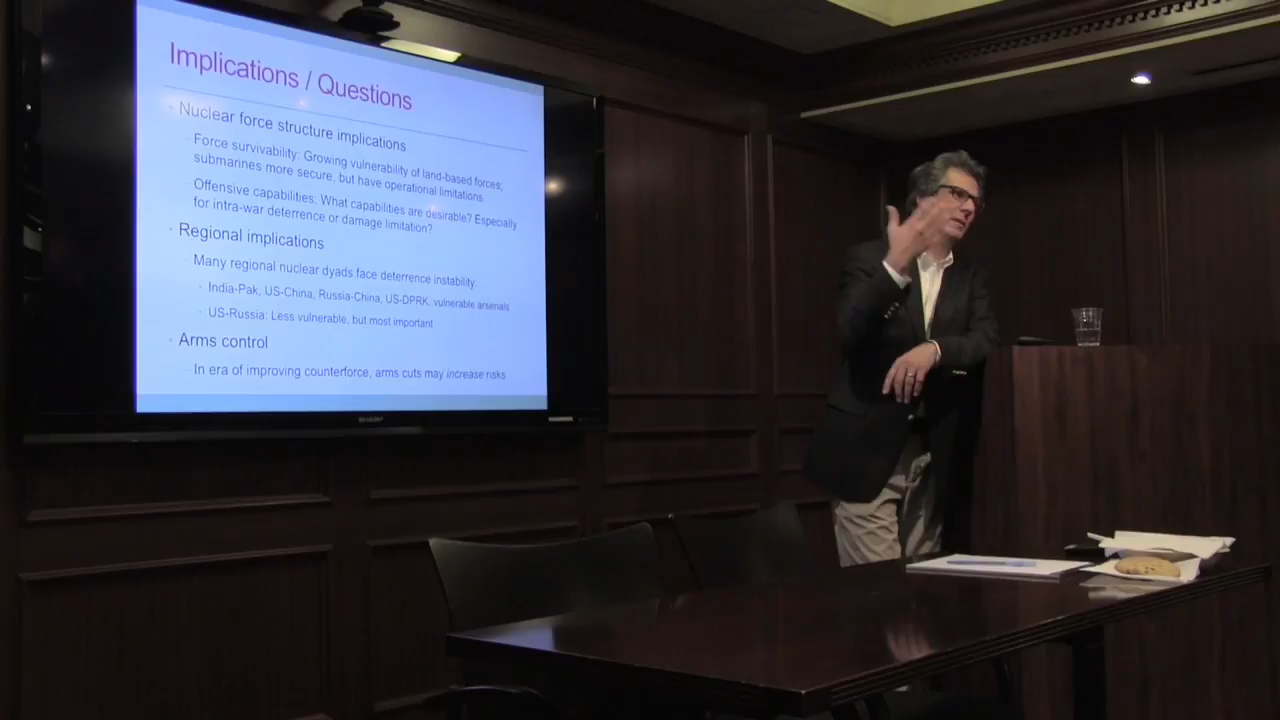 Implications / Questions
Nuclear force structure implications
Force survivability: Growing vulnerability of land-based forces;
submarines more secure, but have operational limitations
Offensive capabilities: What capabilities are desirable? Especially
for intra-war deterrence or damage limitation?
Regional implications
Many regional nuclear dyads face deterrence instability:
India-Pak, US-China, Russia-China, US-DPRK: vulnerable arsenals
US-Russia: Less vulnerable, but most important
Arms control
In era of improving counterforce, arms cuts may increase risks
SHARP